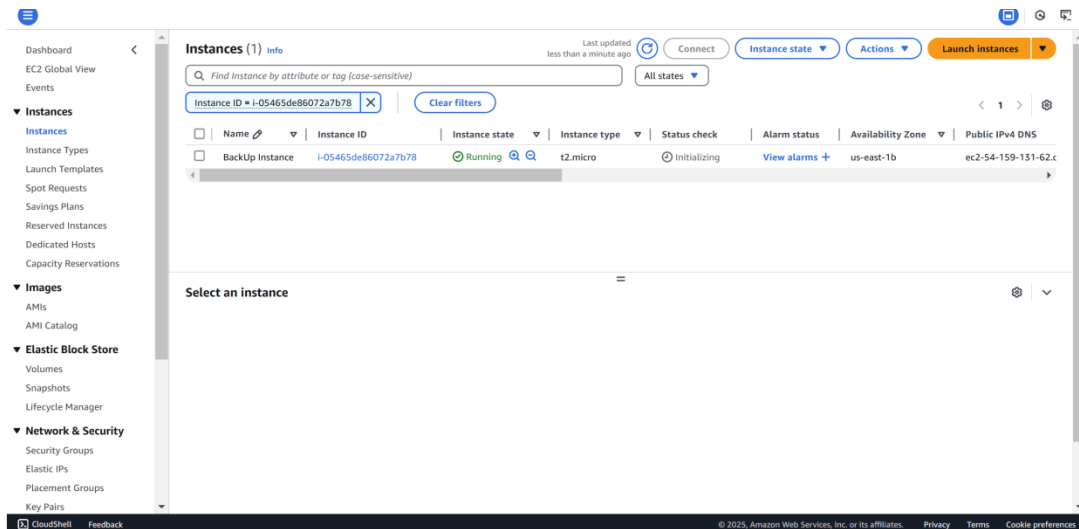 Dashboard
EC2 Global View
Events
Instances
Instances
Instance Types
Launch Templates
Spot Requests
Savings Plans
Reserved Instances
Dedicated Hosts
Capacity Reservations
Images
AMIs
AMI Catalog
Elastic Block Store
Volumes
Snapshots
Lifecycle Manager
Network & Security
Security Groups
Elastic IPs
Placement Groups
Key Pairs
Instances (1) Info
Last updated
less than a minute ago
Connect
Instance state
Actions
Launch instances
Find Instance by attribute or tag (case-sensitive)
All states
Instance ID = i-05465de86072a7b78
Clear filters
1
Name Instance ID Instance state Instance type Status check Alarm status Availability Zone Public IPv4 DNS
BackUp Instance i-05465de86072a7b78 Running t2.micro Initializing View alarms + us-east-1b ec2-54-159-131-62.c
Select an instance
CloudShell Feedback © 2025, Amazon Web Services, Inc. or its affiliates. Privacy Terms Cookie preferences